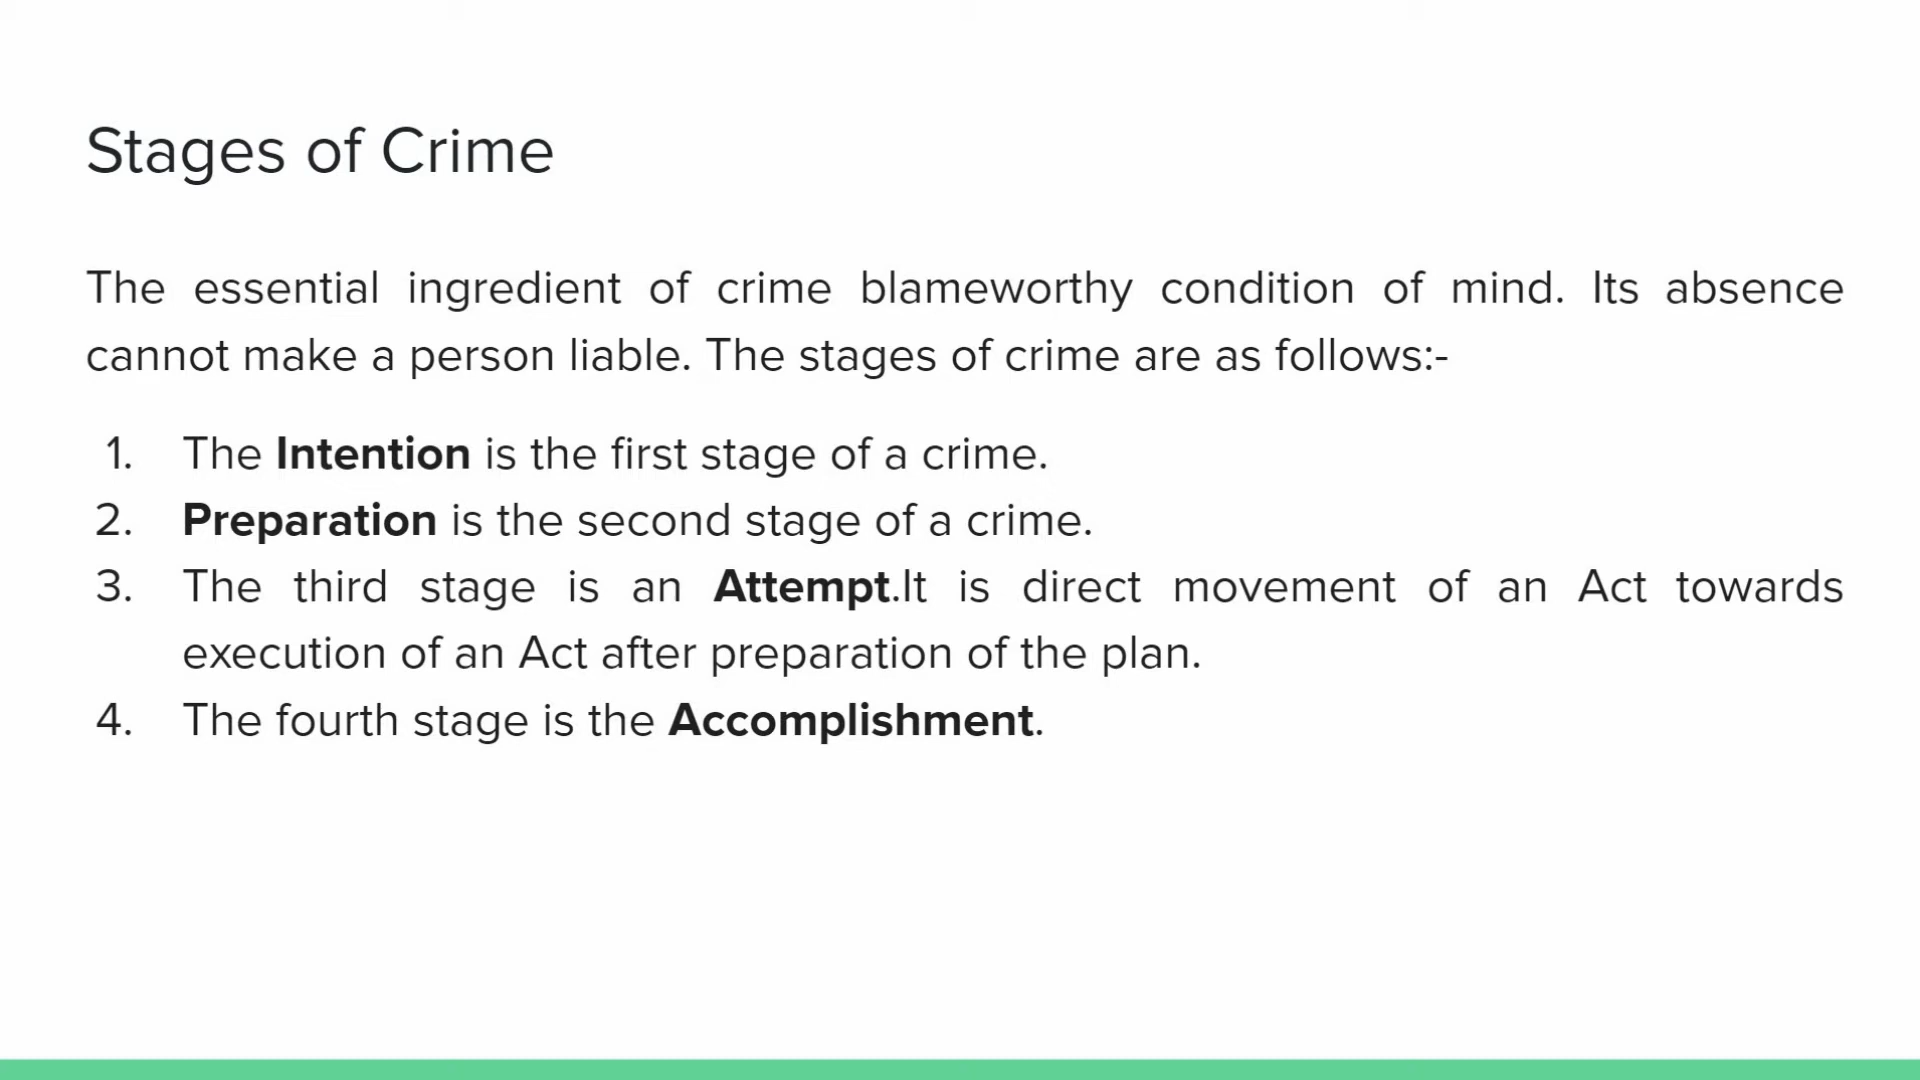 Stages of Crime
The essential ingredient of crime blameworthy condition of mind. Its absence
cannot make a person liable. The stages of crime are as follows:-
1. The Intention is the first stage of a crime.
2. Preparation is the second stage of a crime.
3. The third stage is an Attempt.It is direct movement of an Act towards
execution of an Act after preparation of the plan.
4. The fourth stage is the Accomplishment.